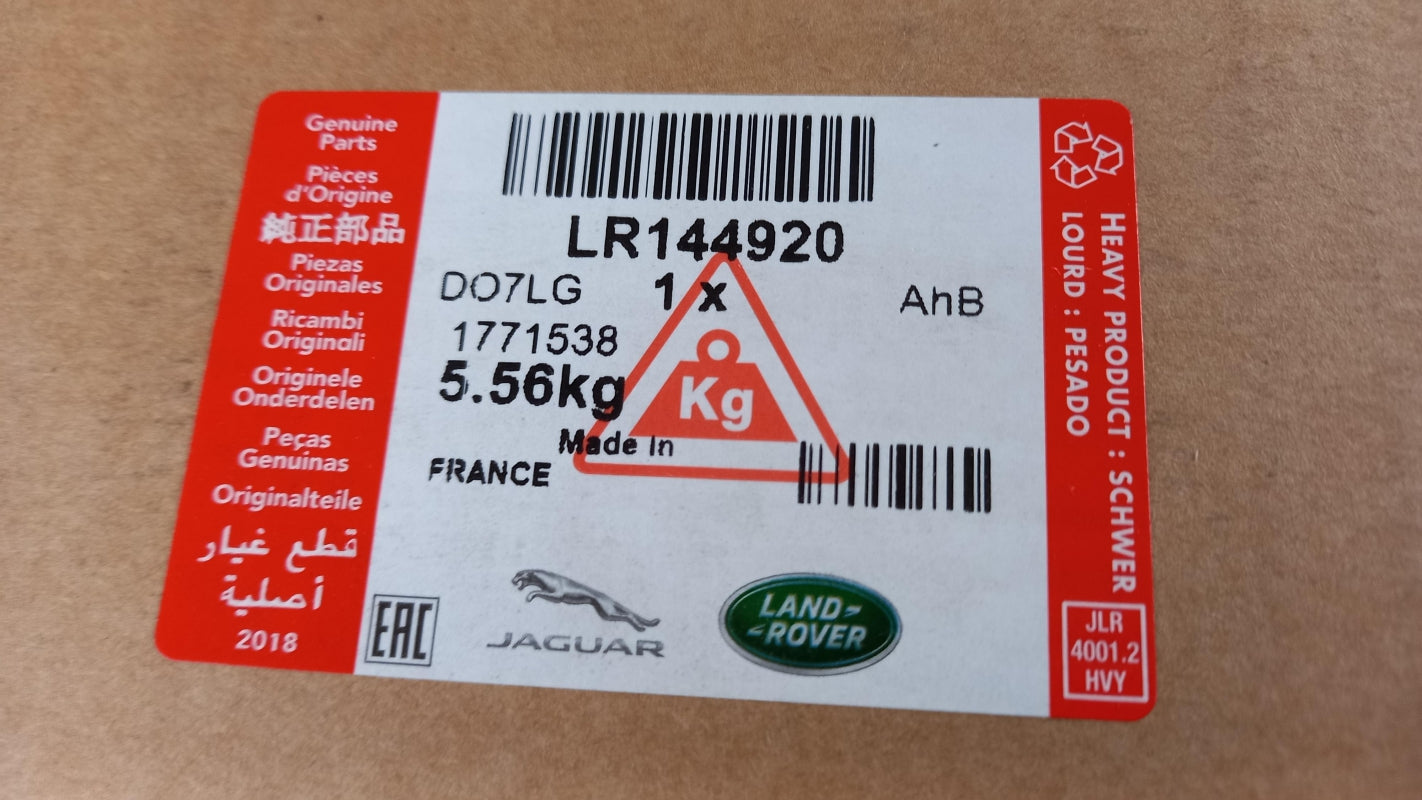 Genuine
Parts
Pièces
d'Origine
純正部品
Piezas
Originales
Ricambi
Originali
Originele
Onderdelen
Peças
Genuinas
Originalteile
قطع غيار
أصلية
2018
LR144920
DO7LG 1 x AhB
1771538
5.56kg
Kg
Made In
FRANCE
EAC
JAGUAR
LAND-
-ROVER
HEAVY PRODUCT : SCHWER
LOURD : PESADO
JLR
4001.2
HVY